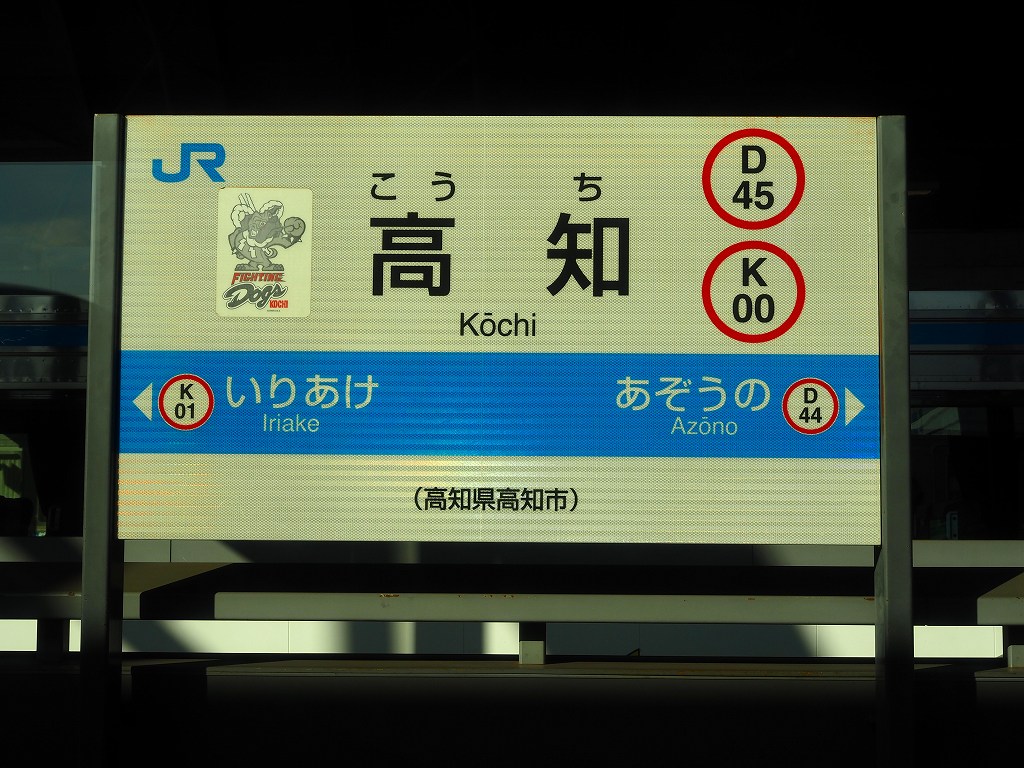 JR
FIGHTING
Dogs
KOCHI
こうち
高知
Kōchi
D
45
K
00
K
01
いりあけ
Iriake
あぞうの
Azōno
D
44
（高知県高知市）